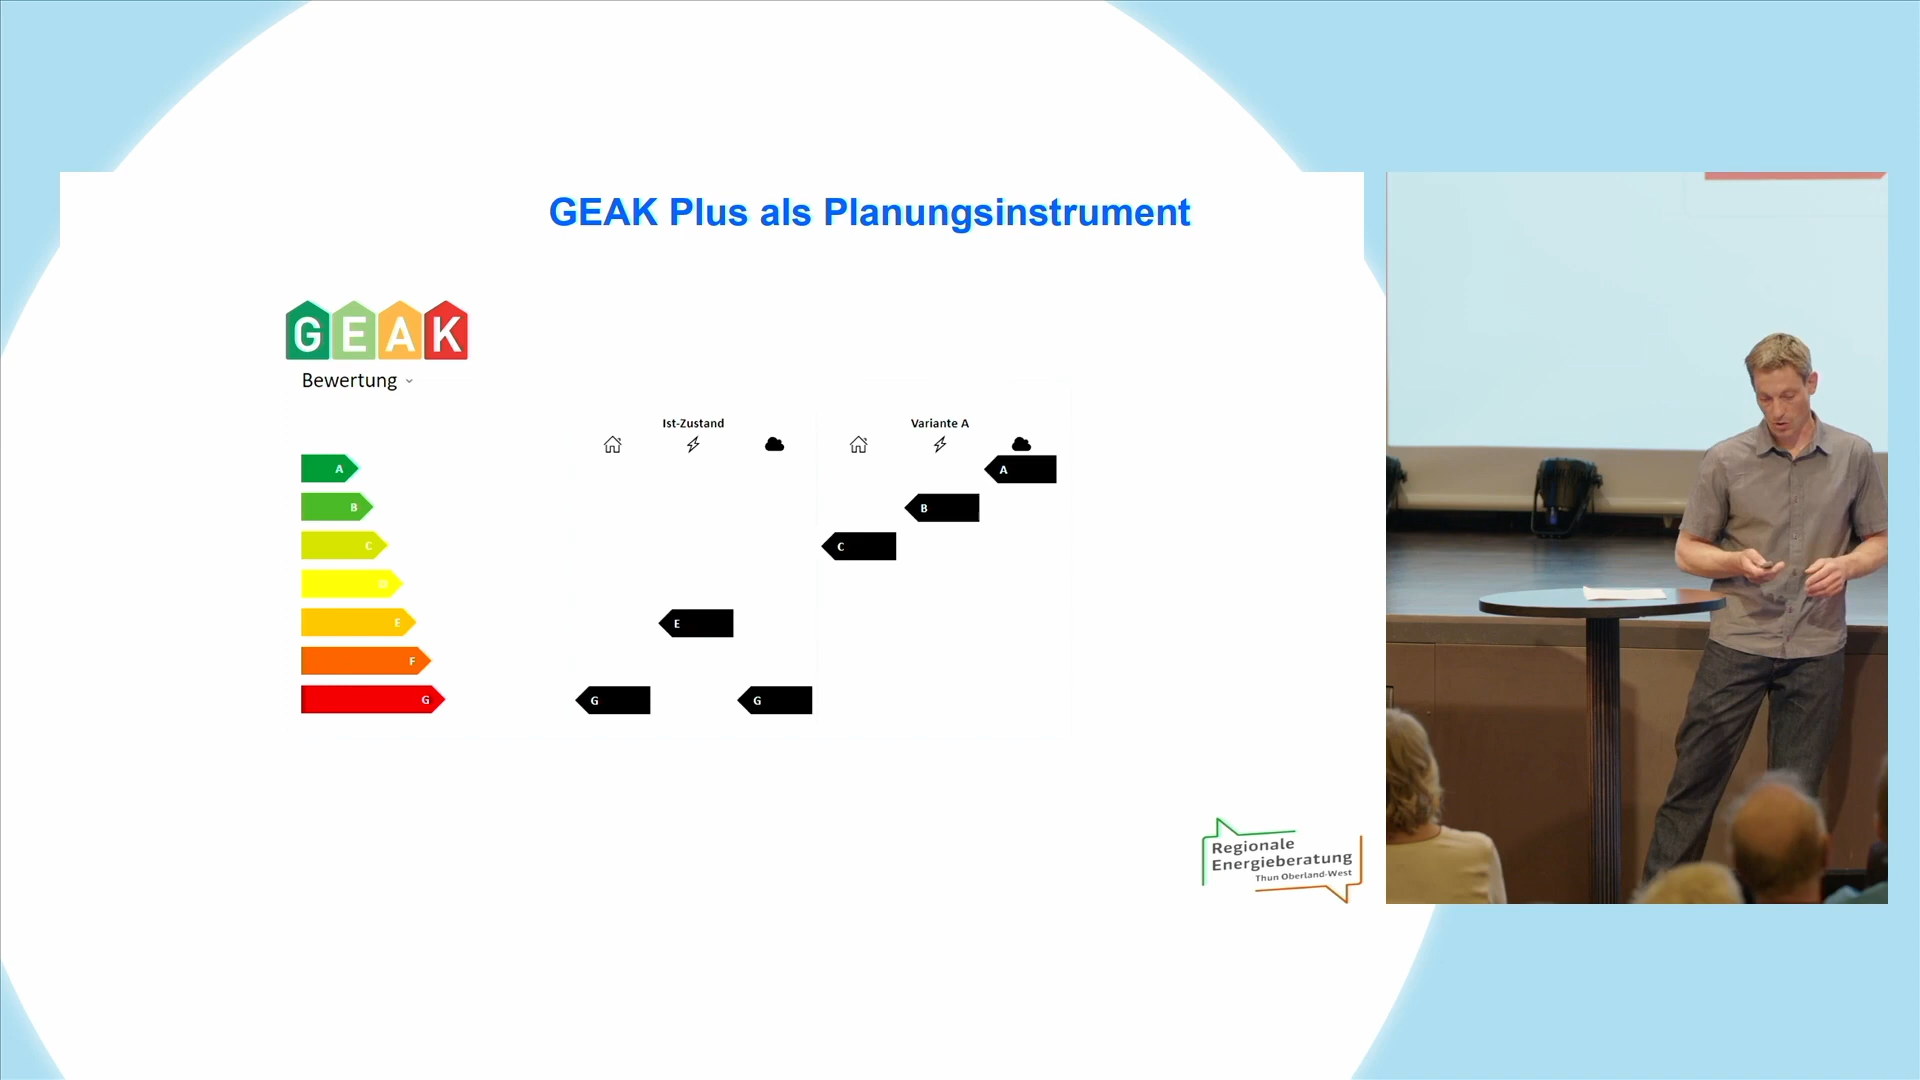 GEAK Plus als Planungsinstrument
GEAK
Bewertung
Ist-Zustand
Variante A
A
B
C
E
F
G
G
E
G
C
B
A
Regionale
Energieberatung
Thun Oberland-West